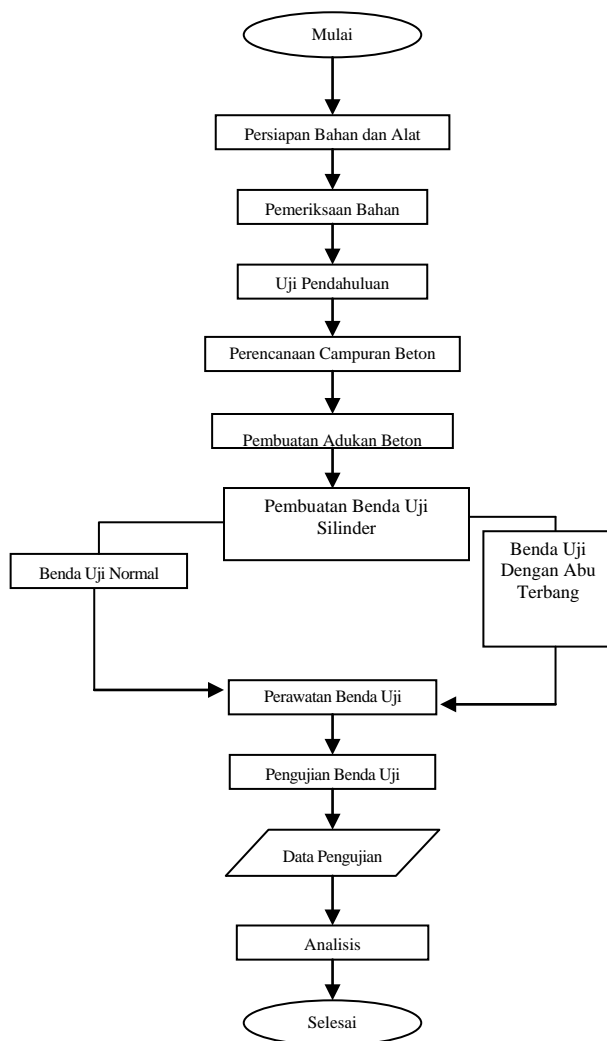 Mulai
Persiapan Bahan dan Alat
Pemeriksaan Bahan
Uji Pendahuluan
Perencanaan Campuran Beton
Pembuatan Adukan Beton
Pembuatan Benda Uji
Silinder
Benda Uji Normal
Benda Uji
Dengan Abu
Terbang
Perawatan Benda Uji
Pengujian Benda Uji
Data Pengujian
Analisis
Selesai